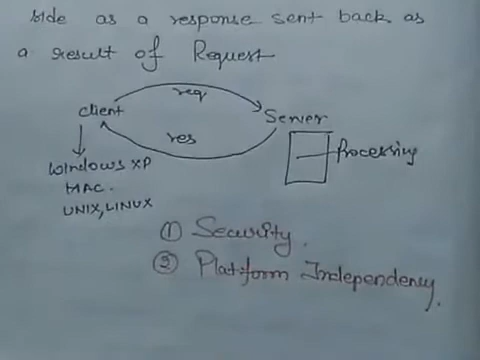 side as a response sent back as
a result of Request
req
client
Server
res
Processing
Windows XP
MAC.
UNIX, LINUX
① Security.
② Platform Independency.